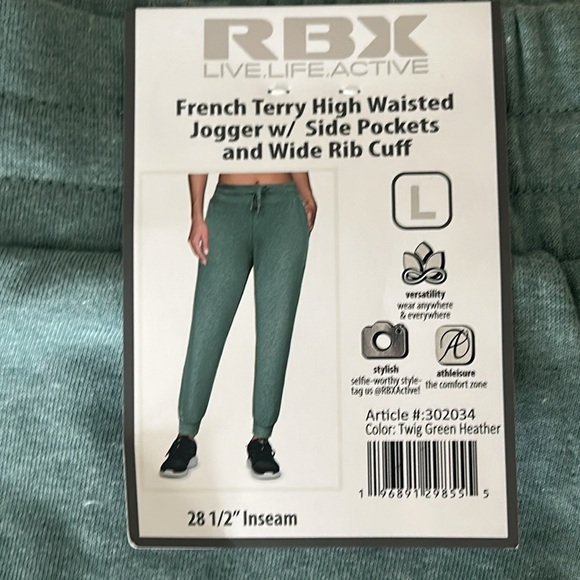 RBX
LIVE.LIFE.ACTIVE
French Terry High Waisted
Jogger w/ Side Pockets
and Wide Rib Cuff
L
versatility
wear anywhere
& everywhere
stylish
selfie-worthy style-
tag us @RBXActive!
athleisure
the comfort zone
Article #:302034
Color: Twig Green Heather
1 96891 29855 5
28 1/2" Inseam